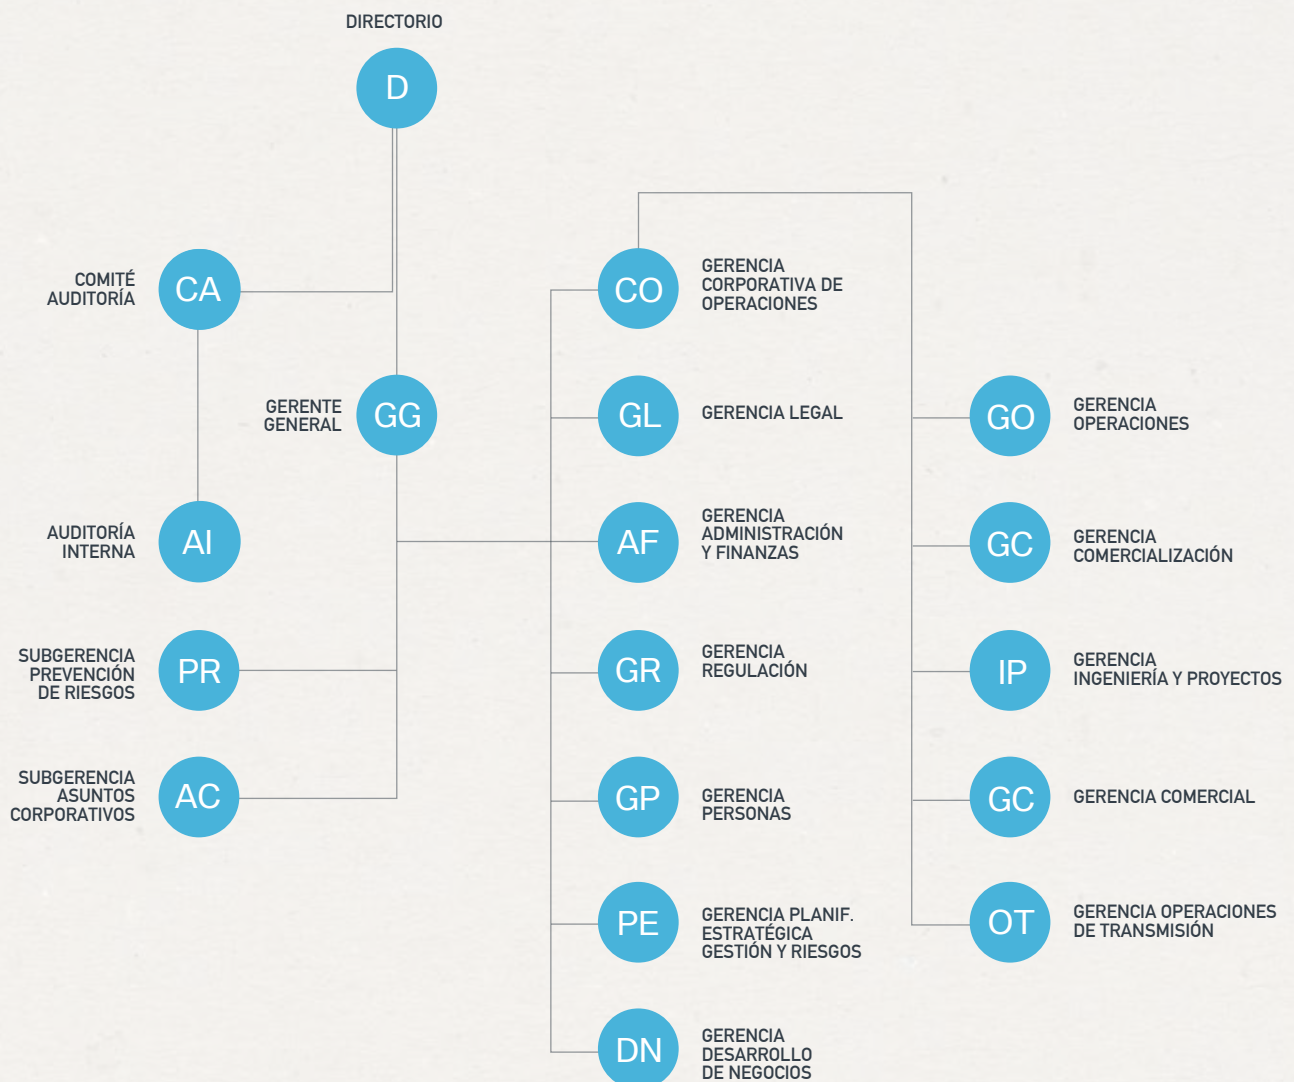 DIRECTORIO
D
COMITÉ
AUDITORÍA
CA
GERENTE
GENERAL
GG
AUDITORÍA
INTERNA
AI
SUBGERENCIA
PREVENCIÓN
DE RIESGOS
PR
SUBGERENCIA
ASUNTOS
CORPORATIVOS
AC
CO
GERENCIA
CORPORATIVA DE
OPERACIONES
GL
GERENCIA LEGAL
AF
GERENCIA
ADMINISTRACIÓN
Y FINANZAS
GR
GERENCIA
REGULACIÓN
GP
GERENCIA
PERSONAS
PE
GERENCIA PLANIF.
ESTRATÉGICA
GESTIÓN Y RIESGOS
DN
GERENCIA
DESARROLLO
DE NEGOCIOS
GO
GERENCIA
OPERACIONES
GC
GERENCIA
COMERCIALIZACIÓN
IP
GERENCIA
INGENIERÍA Y PROYECTOS
GC
GERENCIA COMERCIAL
OT
GERENCIA OPERACIONES
DE TRANSMISIÓN